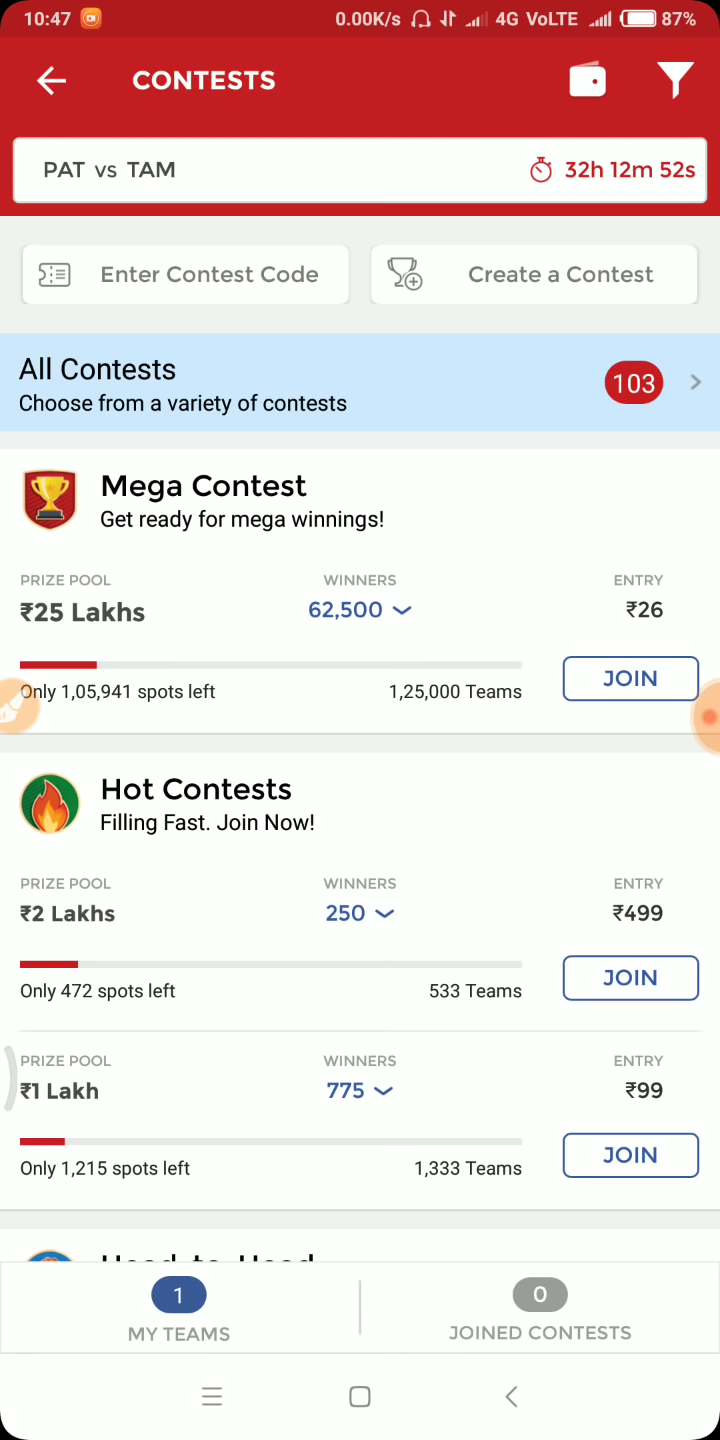 10:47 0.00K/s 4G VoLTE 87%
CONTESTS
PAT vs TAM 32h 12m 52s
Enter Contest Code Create a Contest
All Contests 103
Choose from a variety of contests
Mega Contest
Get ready for mega winnings!
PRIZE POOL WINNERS ENTRY
₹25 Lakhs 62,500 ₹26
JOIN
Only 1,05,941 spots left 1,25,000 Teams
Hot Contests
Filling Fast. Join Now!
PRIZE POOL WINNERS ENTRY
₹2 Lakhs 250 ₹499
JOIN
Only 472 spots left 533 Teams
PRIZE POOL WINNERS ENTRY
₹1 Lakh 775 ₹99
JOIN
Only 1,215 spots left 1,333 Teams
Head-to-Head
1 0
MY TEAMS JOINED CONTESTS